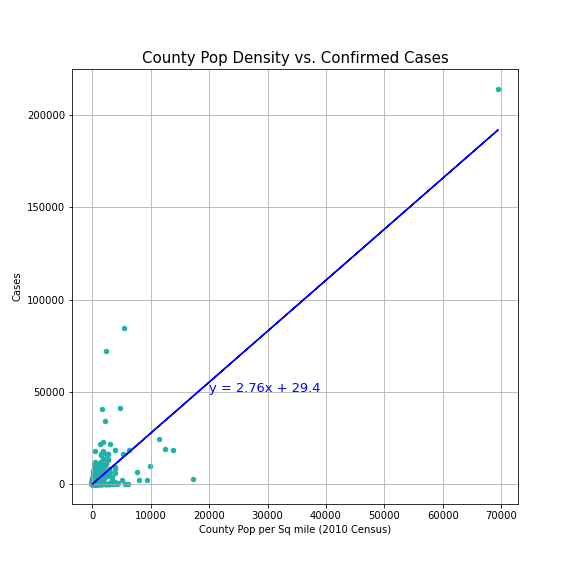 County Pop Density vs. Confirmed Cases
200000
150000
100000
50000
0
Cases
y = 2.76x + 29.4
0 10000 20000 30000 40000 50000 60000 70000
County Pop per Sq mile (2010 Census)